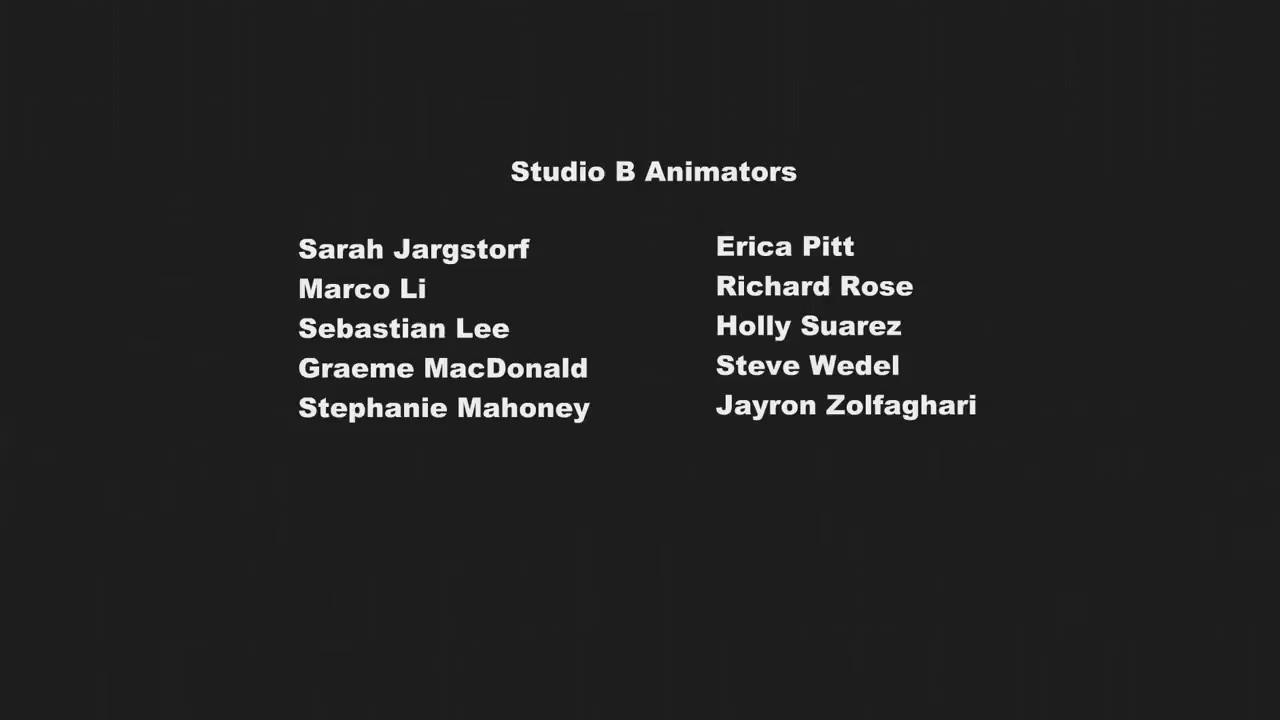 Studio B Animators
Sarah Jargstorf
Marco Li
Sebastian Lee
Graeme MacDonald
Stephanie Mahoney
Erica Pitt
Richard Rose
Holly Suarez
Steve Wedel
Jayron Zolfaghari